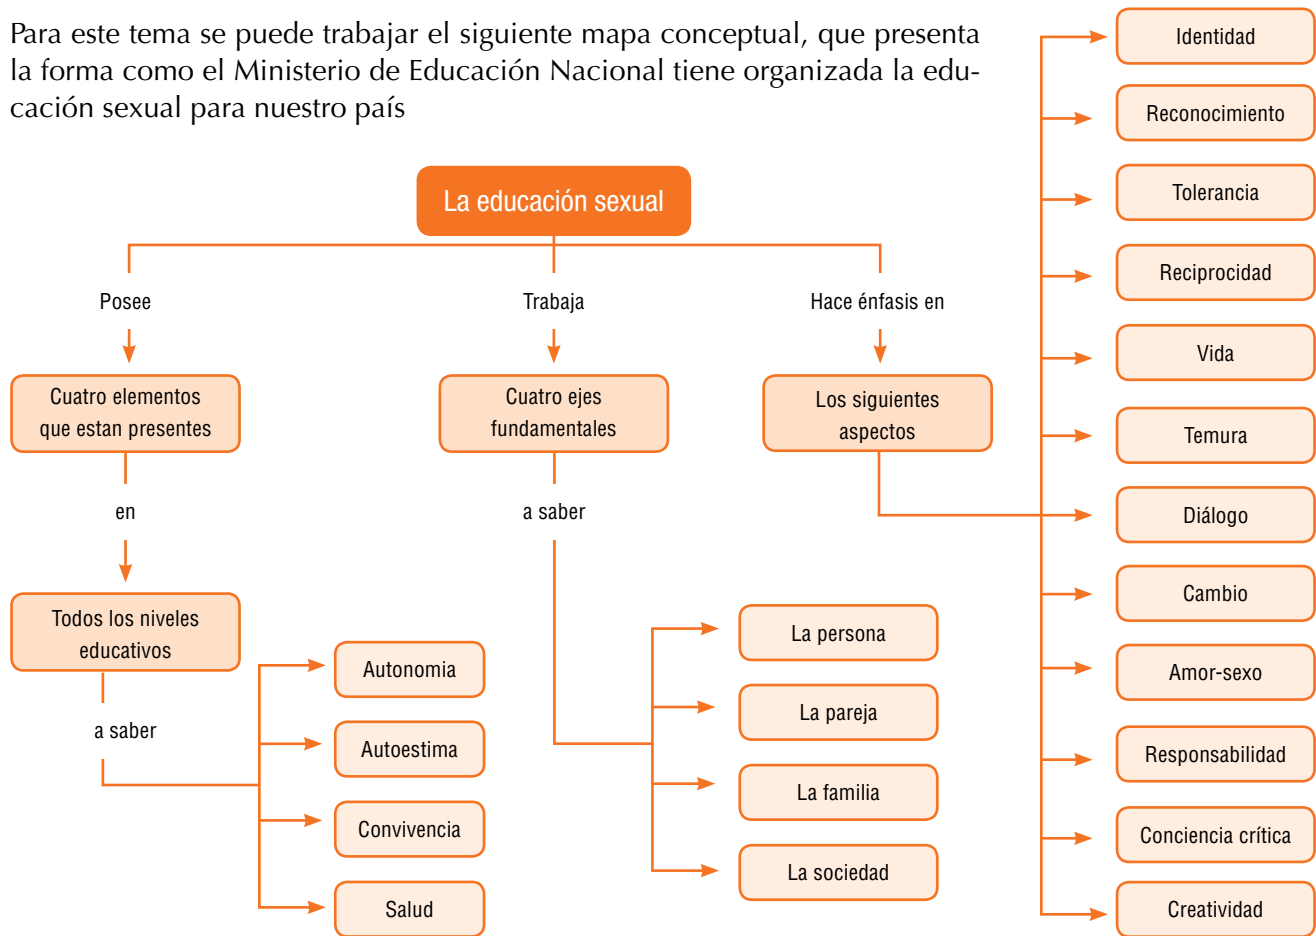 Para este tema se puede trabajar el siguiente mapa conceptual, que presenta
la forma como el Ministerio de Educación Nacional tiene organizada la edu-
cación sexual para nuestro país
La educación sexual
Posee
Cuatro elementos
que estan presentes
en
Todos los niveles
educativos
a saber
Autonomia
Autoestima
Convivencia
Salud
Trabaja
Cuatro ejes
fundamentales
a saber
La persona
La pareja
La familia
La sociedad
Hace énfasis en
Los siguientes
aspectos
Identidad
Reconocimiento
Tolerancia
Reciprocidad
Vida
Temura
Diálogo
Cambio
Amor-sexo
Responsabilidad
Conciencia crítica
Creatividad